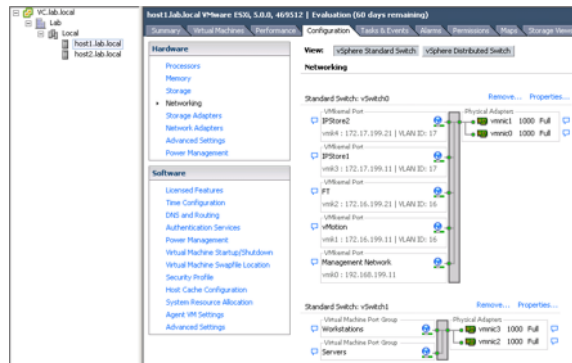 VC.lab.local
Lab
Local
host1.lab.local
host2.lab.local
host1.lab.local VMware ESXi, 5.0.0, 469512 | Evaluation (60 days remaining)
Summary Virtual Machines Performance Configuration Tasks & Events Alarms Permissions Maps Storage Views
Hardware
Processors
Memory
Storage
Networking
Storage Adapters
Network Adapters
Advanced Settings
Power Management
Software
Licensed Features
Time Configuration
DNS and Routing
Authentication Services
Power Management
Virtual Machine Startup/Shutdown
Virtual Machine Swapfile Location
Security Profile
Host Cache Configuration
System Resource Allocation
Agent VM Settings
Advanced Settings
View: vSphere Standard Switch vSphere Distributed Switch
Networking
Standard Switch: vSwitch0 Remove... Properties...
VMkernel Port Physical Adapters
IPStore2 vmnic1 1000 Full
vmk4 : 172.17.199.21 | VLAN ID: 17 vmnic0 1000 Full
VMkernel Port
IPStore1
vmk3 : 172.17.199.11 | VLAN ID: 17
VMkernel Port
FT
vmk2 : 172.16.199.21 | VLAN ID: 16
VMkernel Port
vMotion
vmk1 : 172.16.199.11 | VLAN ID: 16
VMkernel Port
Management Network
vmk0 : 192.168.199.11
Standard Switch: vSwitch1 Remove... Properties...
Virtual Machine Port Group Physical Adapters
Workstations vmnic3 1000 Full
Virtual Machine Port Group vmnic2 1000 Full
Servers